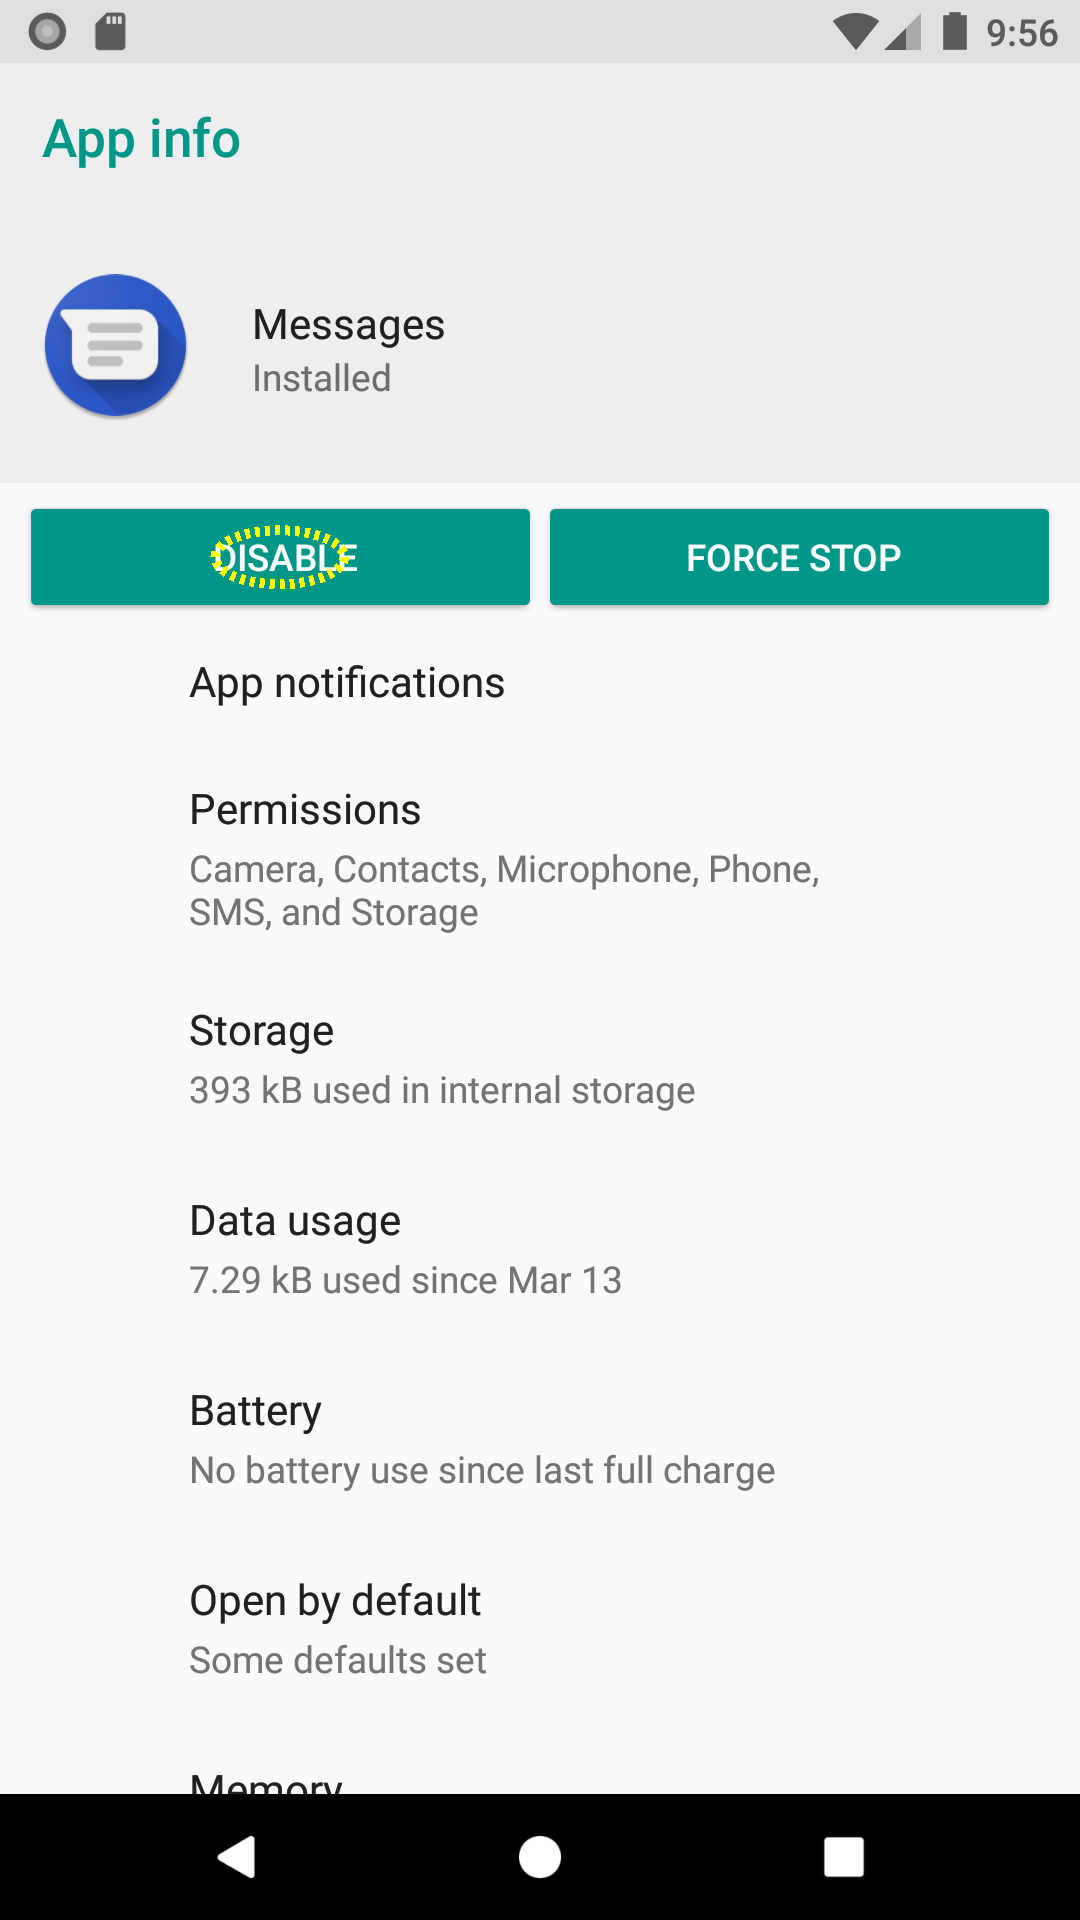 9:56
App info
Messages
Installed
DISABLE
FORCE STOP
App notifications
Permissions
Camera, Contacts, Microphone, Phone,
SMS, and Storage
Storage
393 kB used in internal storage
Data usage
7.29 kB used since Mar 13
Battery
No battery use since last full charge
Open by default
Some defaults set
Memory